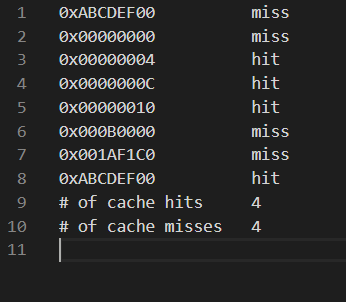 1 0xABCDEF00 miss
2 0x00000000 miss
3 0x00000004 hit
4 0x0000000C hit
5 0x00000010 hit
6 0x000B0000 miss
7 0x001AF1C0 miss
8 0xABCDEF00 hit
9 # of cache hits 4
10 # of cache misses 4
11